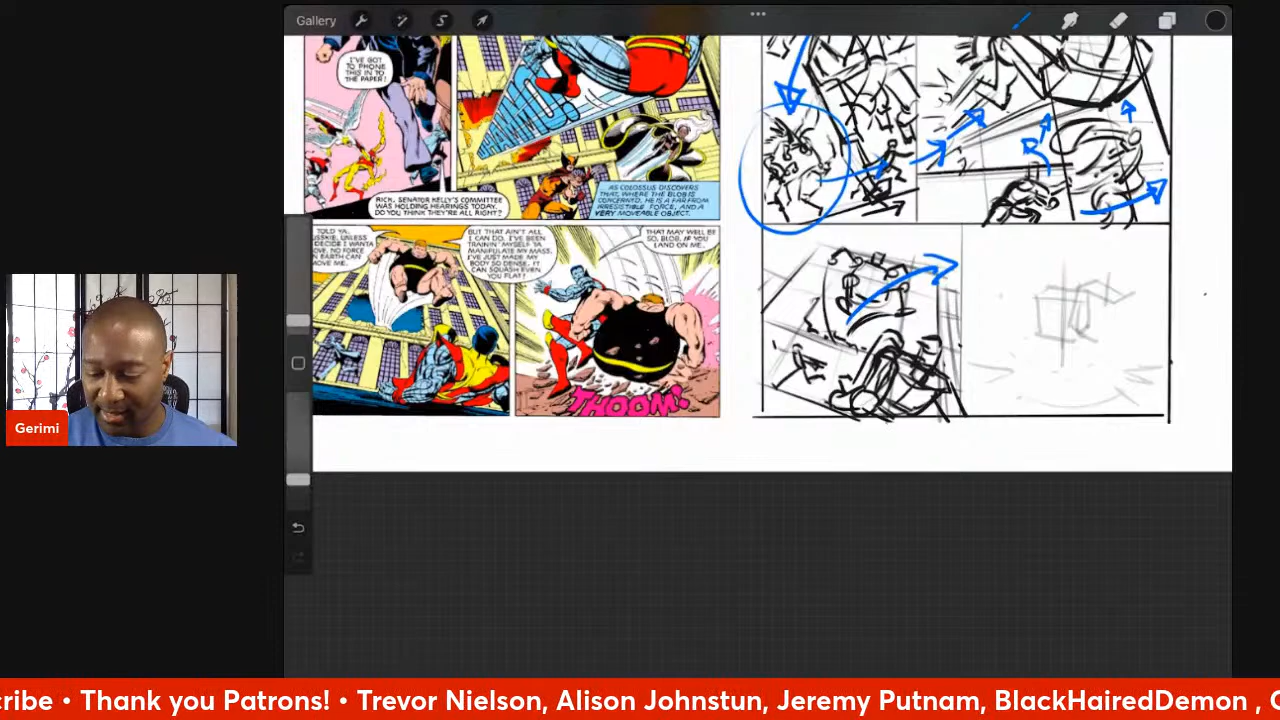 Gallery
I'VE GOT
TO PHONE
THIS IN TO
THE PAPER!
RICK, SENATOR KELLY'S COMMITTEE
WAS HOLDING HEARINGS TODAY.
DO YOU THINK THEY'RE ALL RIGHT?
AS COLOSSUS DISCOVERS
THAT, WHERE THE BLOB IS
CONCERNED, HE IS A FAR FROM
IRRESISTIBLE FORCE, AND A
VERY MOVEABLE OBJECT.
TOLD YA,
UNLESS
DECIDE I WANTA
NO FORCE
EARTH CAN
MOVE ME.
BUT THAT AIN'T ALL
I CAN DO. I'VE BEEN
TRAININ' MYSELF TA
MANIPULATE MY MASS.
I'VE JUST MADE MY
BODY SO DENSE, IT
CAN SQUASH EVEN
YOU FLAT!
THAT MAY WELL BE
SO, BLOB, IF YOU
LAND ON ME.
THOOM!
Gerimi
cribe • Thank you Patrons! • Trevor Nielson, Alison Johnstun, Jeremy Putnam, BlackHairedDemon , C